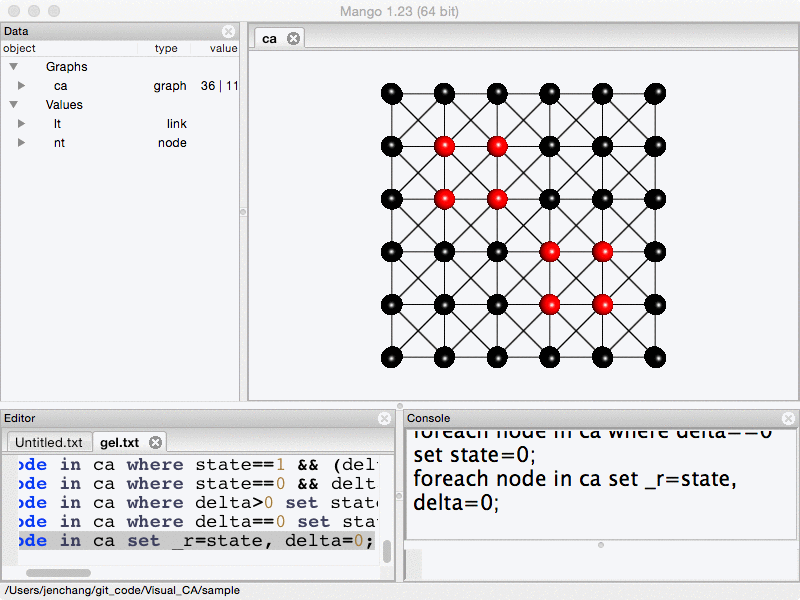 Mango 1.23 (64 bit)
Data
object type value
Graphs
ca graph 36 | 11
Values
lt link
nt node
ca
Editor
Untitled.txt gel.txt
ode in ca where state==1 && (del
ode in ca where state==0 && delt
ode in ca where delta>0 set stat
ode in ca where delta==0 set sta
ode in ca set _r=state, delta=0;
Console
foreach node in ca where delta==0
set state=0;
foreach node in ca set _r=state,
delta=0;
/Users/jenchang/git_code/Visual_CA/sample